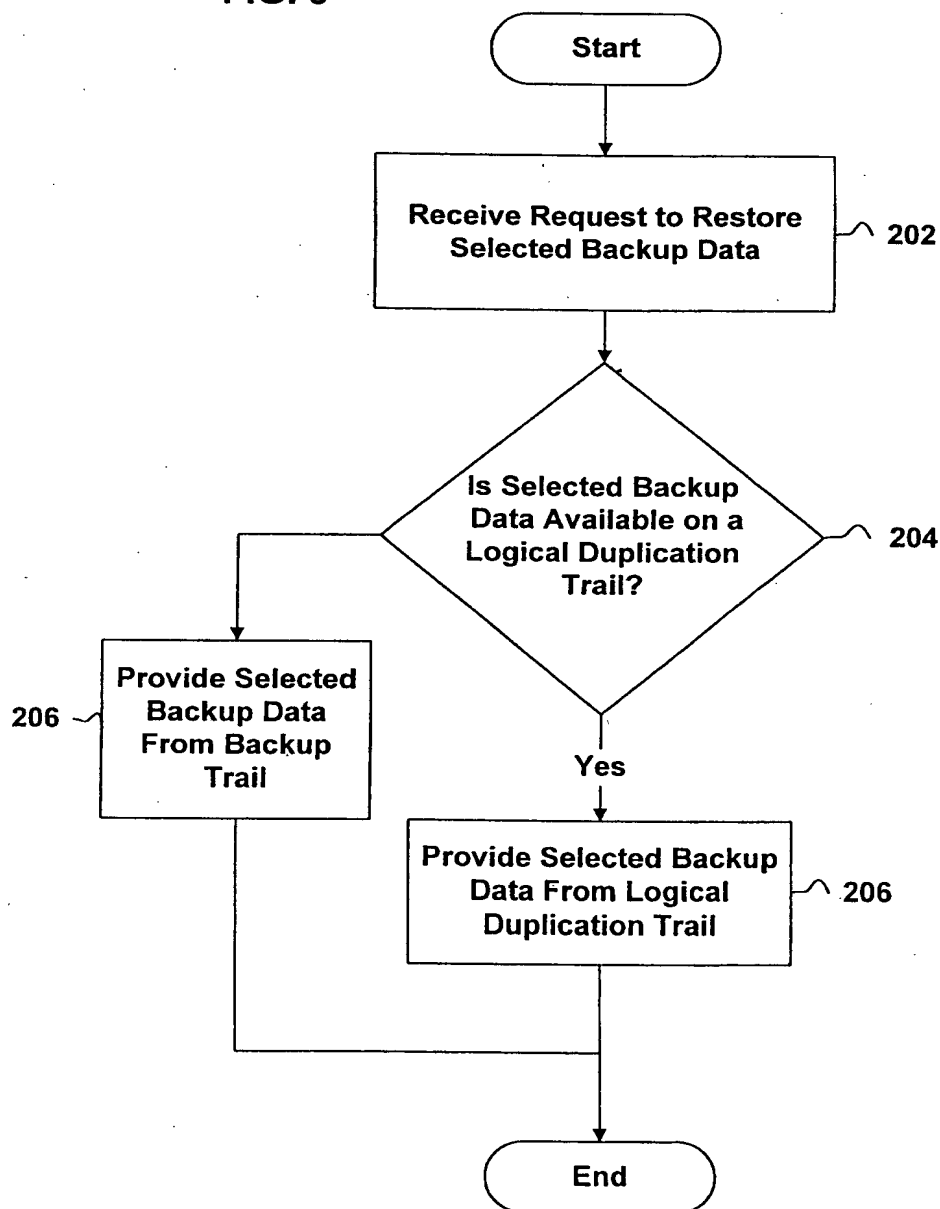 Start
Receive Request to Restore
Selected Backup Data
202
Is Selected Backup
Data Available on a
Logical Duplication
Trail?
204
Provide Selected
Backup Data
From Backup
Trail
206
Yes
Provide Selected Backup
Data From Logical
Duplication Trail
206
End